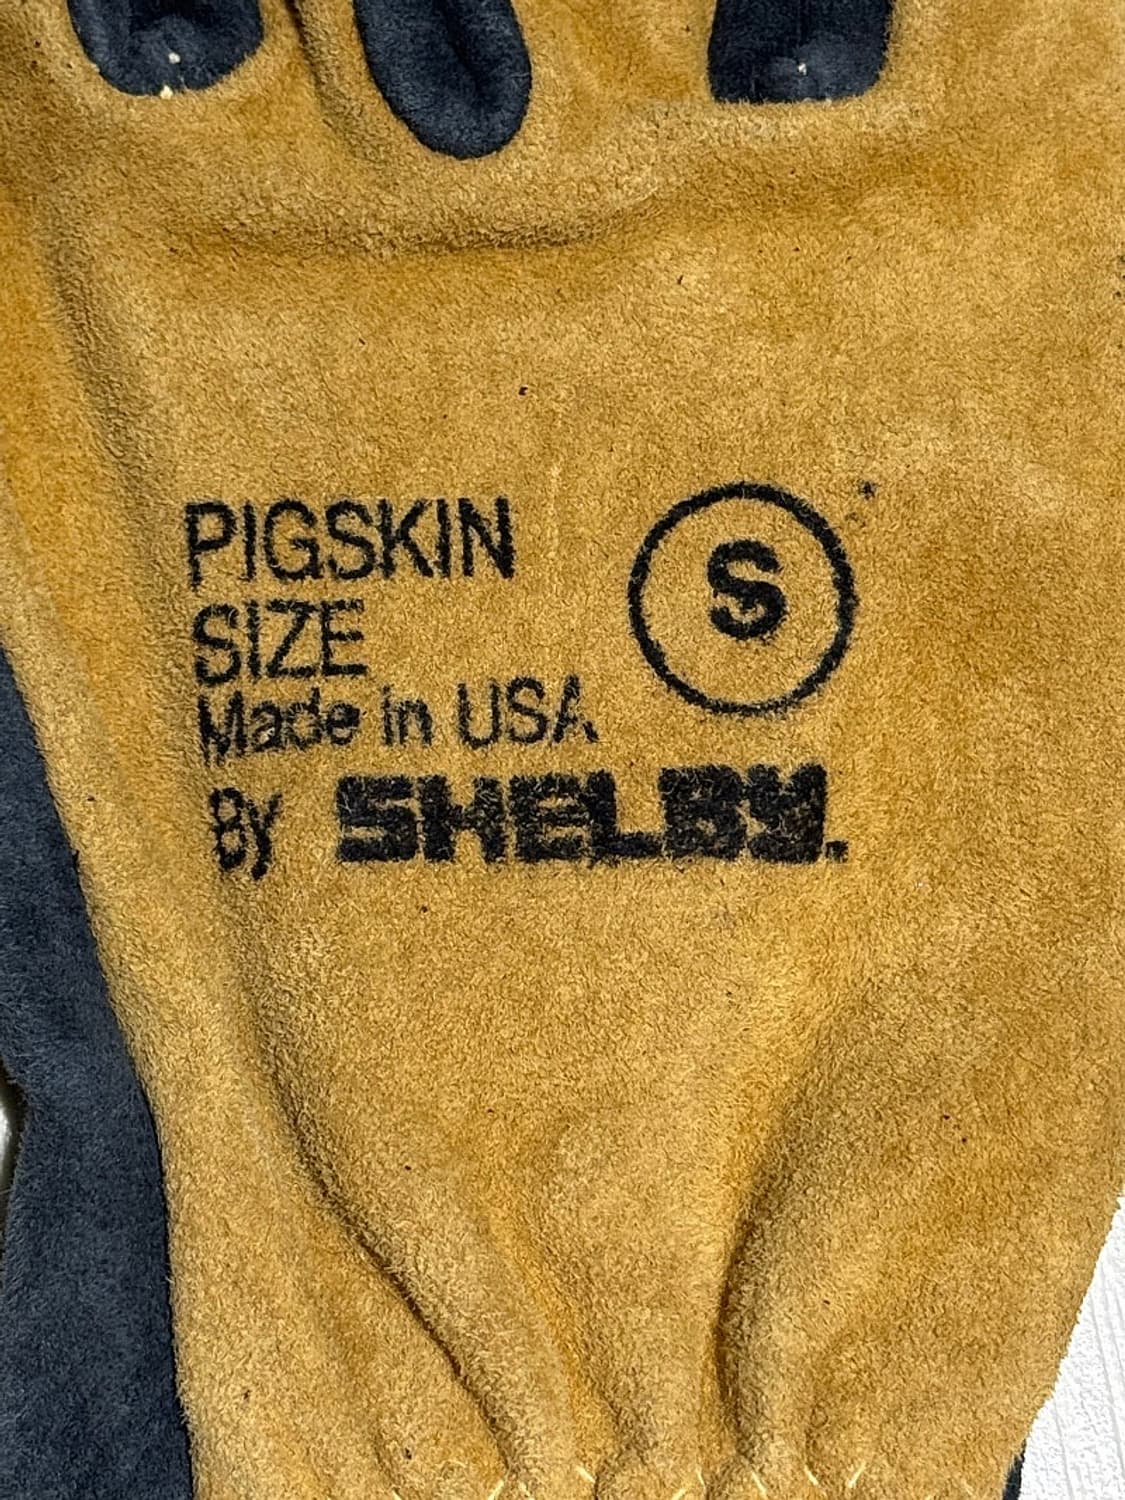 PIGSKIN
SIZE
S
Made in USA
By SHELBY.